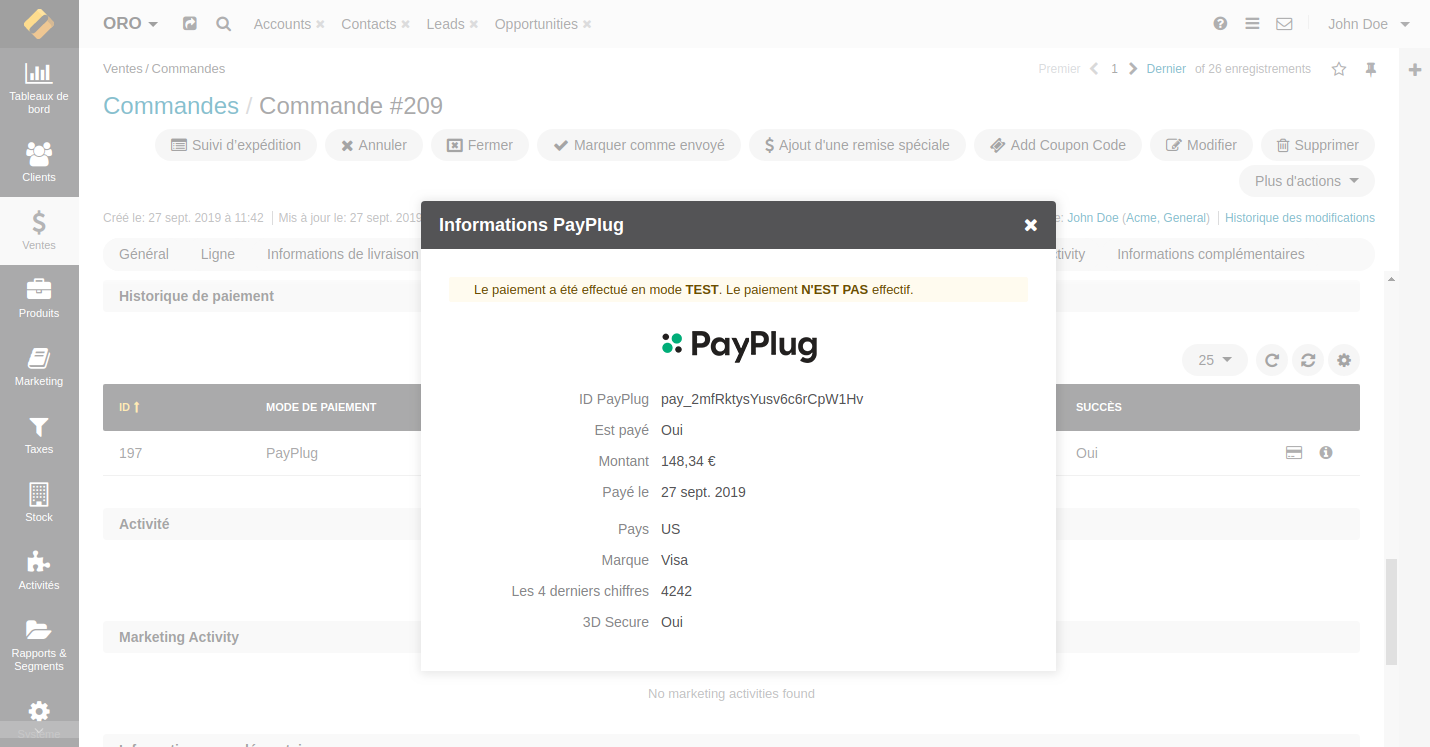 ORO
Accounts
Contacts
Leads
Opportunities
John Doe
Tableaux de
bord
Clients
Ventes
Produits
Marketing
Taxes
Stock
Activités
Rapports &
Segments
Système
Ventes / Commandes
Premier 1 Dernier of 26 enregistrements
Commandes / Commande #209
Suivi d'expédition
Annuler
Fermer
Marquer comme envoyé
Ajout d'une remise spéciale
Add Coupon Code
Modifier
Supprimer
Plus d'actions
Créé le: 27 sept. 2019 à 11:42
Mis à jour le: 27 sept. 2019
John Doe (Acme, General)
Historique des modifications
Général
Ligne
Informations de livraison
Informations complémentaires
Historique de paiement
25
ID
MODE DE PAIEMENT
SUCCÈS
197
PayPlug
Oui
Activité
Marketing Activity
No marketing activities found
Informations PayPlug
Le paiement a été effectué en mode TEST. Le paiement N'EST PAS effectif.
PayPlug
ID PayPlug pay_2mfRktysYusv6c6rCpW1Hv
Est payé Oui
Montant 148,34 €
Payé le 27 sept. 2019
Pays US
Marque Visa
Les 4 derniers chiffres 4242
3D Secure Oui